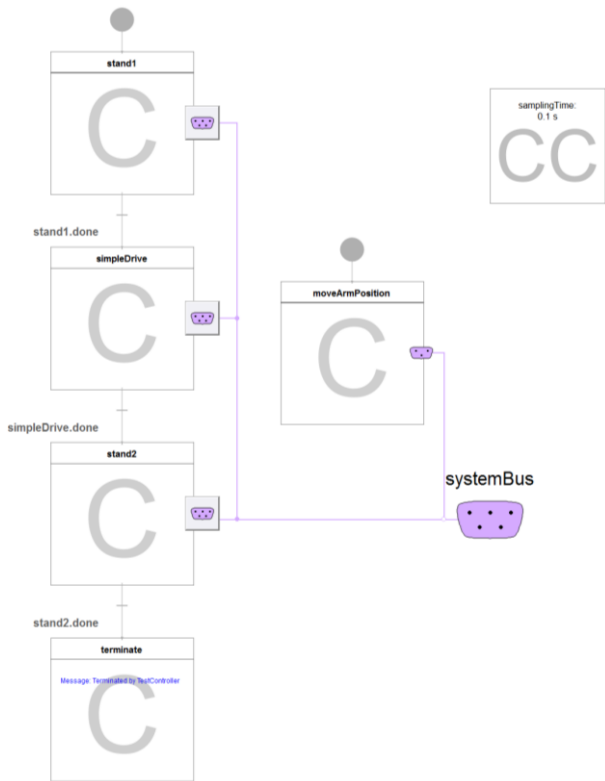 stand1
C
samplingTime:
0.1 s
CC
stand1.done
simpleDrive
C
moveArmPosition
C
simpleDrive.done
stand2
C
systemBus
stand2.done
terminate
Message: Terminated by TestController
C